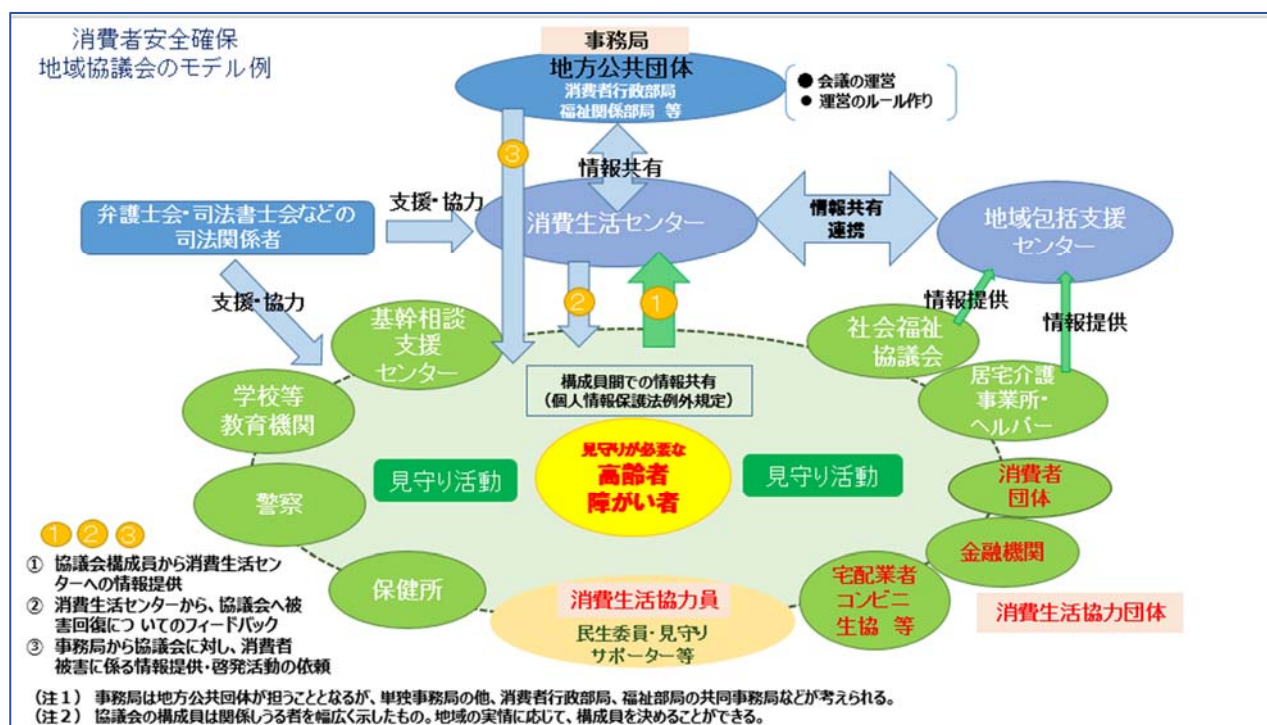 消費者安全確保
地域協議会のモデル例
事務局
地方公共団体
消費者行政部局
福祉関係部局 等
● 会議の運営
● 運営のルール作り
③
情報共有
弁護士会・司法書士会などの
司法関係者
支援・協力
消費生活センター
情報共有
連携
地域包括支援
センター
支援・協力
②
①
情報提供
情報提供
基幹相談
支援
センター
社会福祉
協議会
学校等
教育機関
構成員間での情報共有
(個人情報保護法例外規定)
居宅介護
事業所・
ヘルパー
見守り活動
見守りが必要な
高齢者
障がい者
見守り活動
消費者
団体
警察
金融機関
保健所
消費生活協力員
民生委員・見守り
サポーター等
宅配業者
コンビニ
生協 等
消費生活協力団体
① ② ③
① 協議会構成員から消費生活セン
ターへの情報提供
② 消費生活センターから、協議会へ被
害回復につ いてのフィードバック
③ 事務局から協議会に対し、消費者
被害に係る情報提供・啓発活動の依頼
(注1) 事務局は地方公共団体が担うこととなるが、単独事務局の他、消費者行政部局、福祉部局の共同事務局などが考えられる。
(注2) 協議会の構成員は関係しうる者を幅広く示したもの。地域の実情に応じて、構成員を決めることができる。